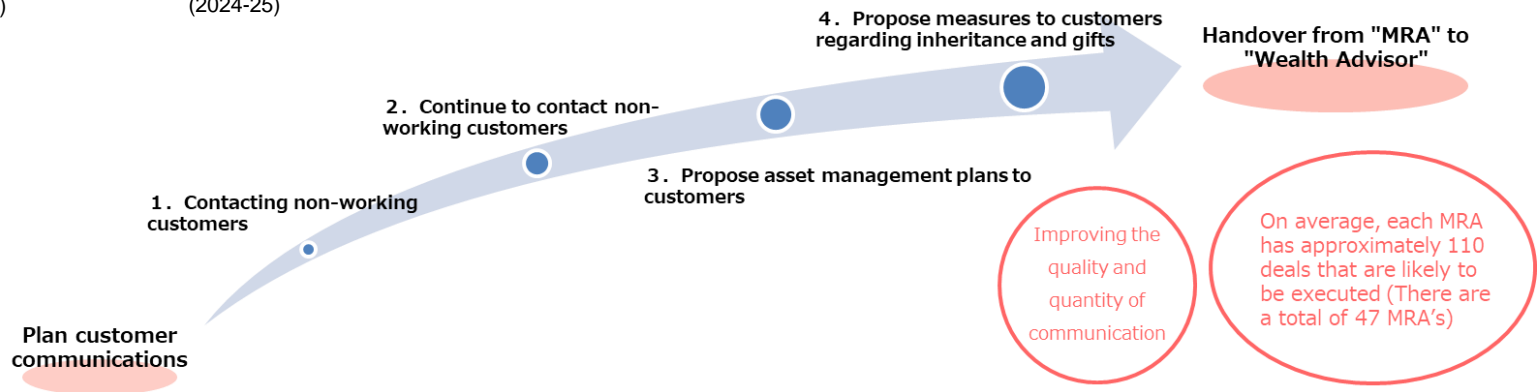 )
(2024-25)
4．Propose measures to customers
regarding inheritance and gifts
Handover from "MRA" to
"Wealth Advisor"
2．Continue to contact non-
working customers
3．Propose asset management plans to
customers
1．Contacting non-working
customers
Improving the
quality and
quantity of
communication
On average, each MRA
has approximately 110
deals that are likely to
be executed (There are
a total of 47 MRA’s)
Plan customer
communications